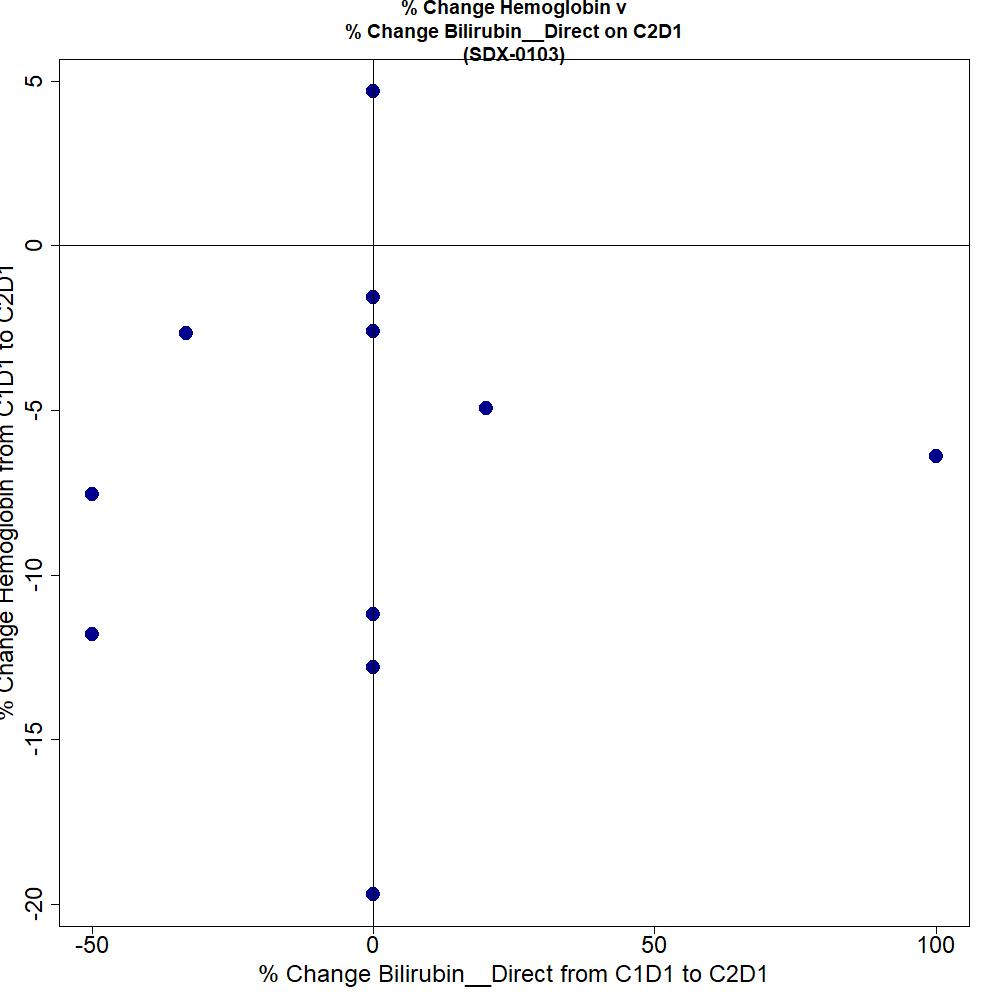 % Change Hemoglobin v
% Change Bilirubin__Direct on C2D1
(SDX-0103)
% Change Hemoglobin from C1D1 to C2D1
5
0
-5
-10
-15
-20
-50
0
50
100
% Change Bilirubin__Direct from C1D1 to C2D1